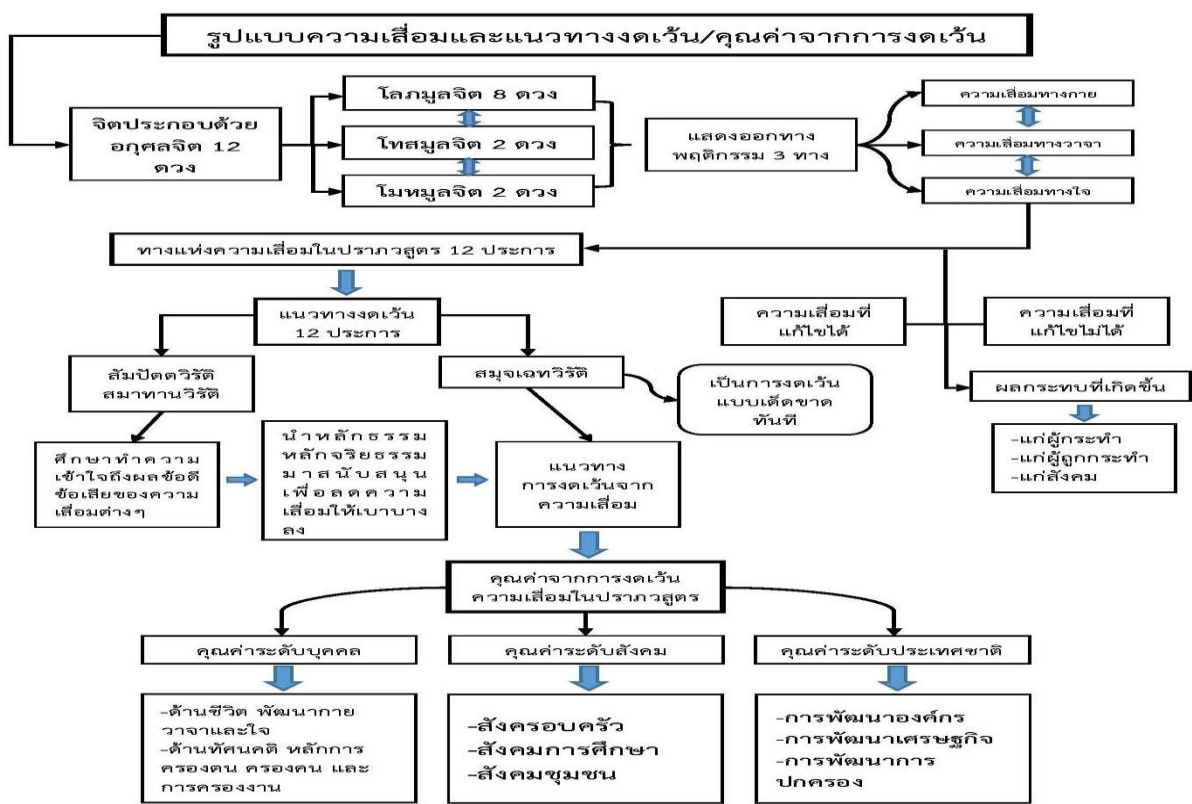 รูปแบบความเสื่อมและแนวทางงดเว้น/คุณค่าจากการงดเว้น
จิตประกอบด้วย
อกุศลจิต 12
ดวง
โลภมูลจิต 8 ดวง
โทสมูลจิต 2 ดวง
โมหมูลจิต 2 ดวง
แสดงออกทาง
พฤติกรรม 3 ทาง
ความเสื่อมทางกาย
ความเสื่อมทางวาจา
ความเสื่อมทางใจ
ทางแห่งความเสื่อมในปราภวสูตร 12 ประการ
แนวทางงดเว้น
12 ประการ
ความเสื่อมที่
แก้ไขได้
ความเสื่อมที่
แก้ไขไม่ได้
สัมปัตตวิรัติ
สมาทานวิรัติ
สมุจเฉทวิรัติ
เป็นการงดเว้น
แบบเด็ดขาด
ทันที
ผลกระทบที่เกิดขึ้น
-แก่ผู้กระทำ
-แก่ผู้ถูกกระทำ
-แก่สังคม
ศึกษาทำความ
เข้าใจถึงผลข้อดี
ข้อเสียของความ
เสื่อมต่างๆ
นำหลักธรรม
หลักจริยธรรม
มาสนับสนุน
เพื่อลดความ
เสื่อมให้เบาบาง
ลง
แนวทาง
การงดเว้นจาก
ความเสื่อม
คุณค่าจากการงดเว้น
ความเสื่อมในปราภวสูตร
คุณค่าระดับบุคคล
คุณค่าระดับสังคม
คุณค่าระดับประเทศชาติ
-ด้านชีวิต พัฒนากาย
วาจาและใจ
-ด้านทัศนคติ หลักการ
ครองตน ครองคน และ
การครองงาน
-สังครอบครัว
-สังคมการศึกษา
-สังคมชุมชน
-การพัฒนาองค์กร
-การพัฒนาเศรษฐกิจ
-การพัฒนาการ
ปกครอง